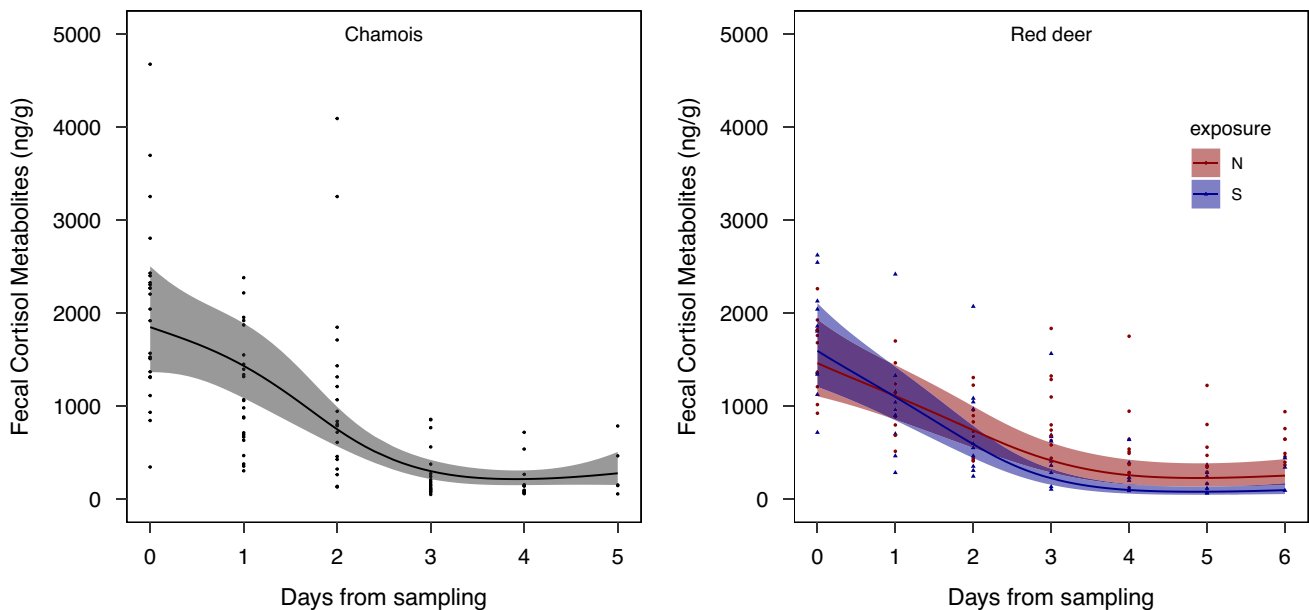 Chamois
Fecal Cortisol Metabolites (ng/g)
5000
4000
3000
2000
1000
0
0 1 2 3 4 5
Days from sampling
Red deer
Fecal Cortisol Metabolites (ng/g)
5000
4000
3000
2000
1000
0
exposure
N
S
0 1 2 3 4 5 6
Days from sampling